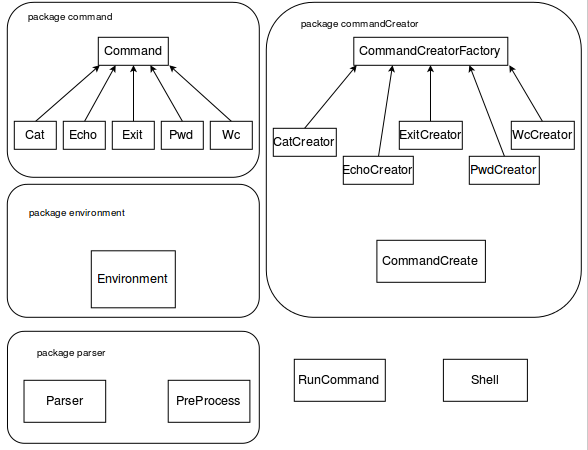 package command
Command
Cat
Echo
Exit
Pwd
Wc
package commandCreator
CommandCreatorFactory
CatCreator
EchoCreator
ExitCreator
PwdCreator
WcCreator
CommandCreate
package environment
Environment
package parser
Parser
PreProcess
RunCommand
Shell